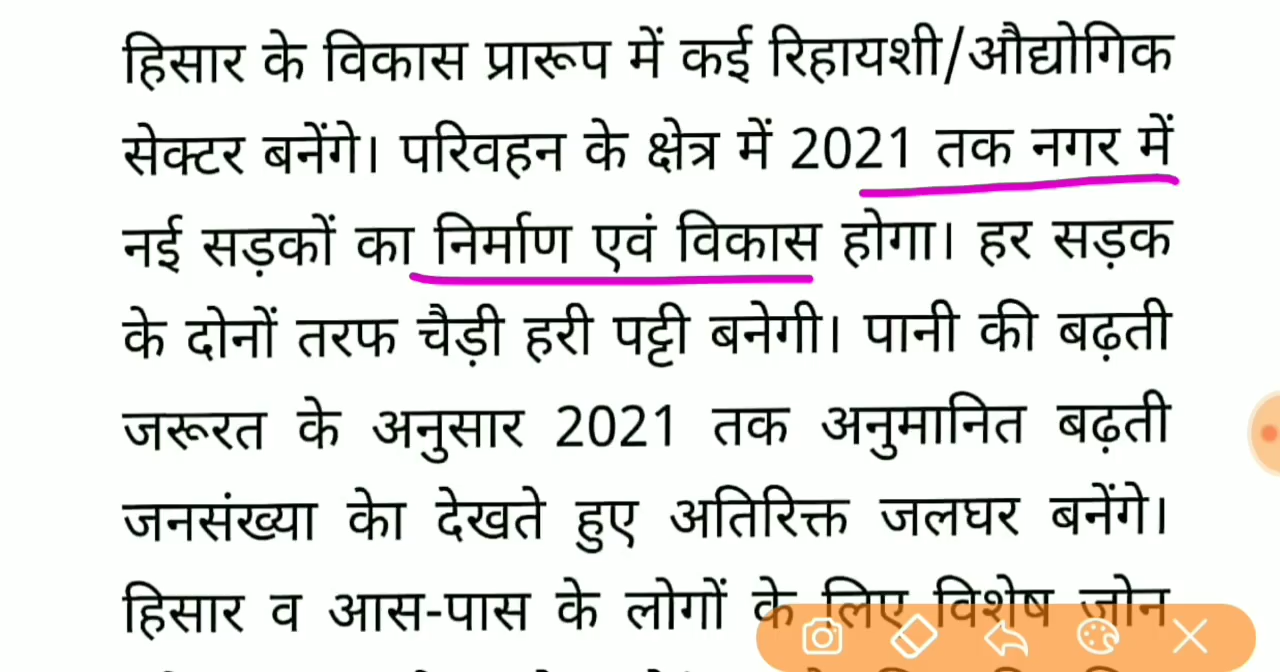 हिसार के विकास प्रारूप में कई रिहायशी/औद्योगिक
सेक्टर बनेंगे। परिवहन के क्षेत्र में 2021 तक नगर में
नई सड़कों का निर्माण एवं विकास होगा। हर सड़क
के दोनों तरफ चैड़ी हरी पट्टी बनेगी। पानी की बढ़ती
जरूरत के अनुसार 2021 तक अनुमानित बढ़ती
जनसंख्या केा देखते हुए अतिरिक्त जलघर बनेंगे।
हिसार व आस-पास के लोगों के लिए विशेष जोन